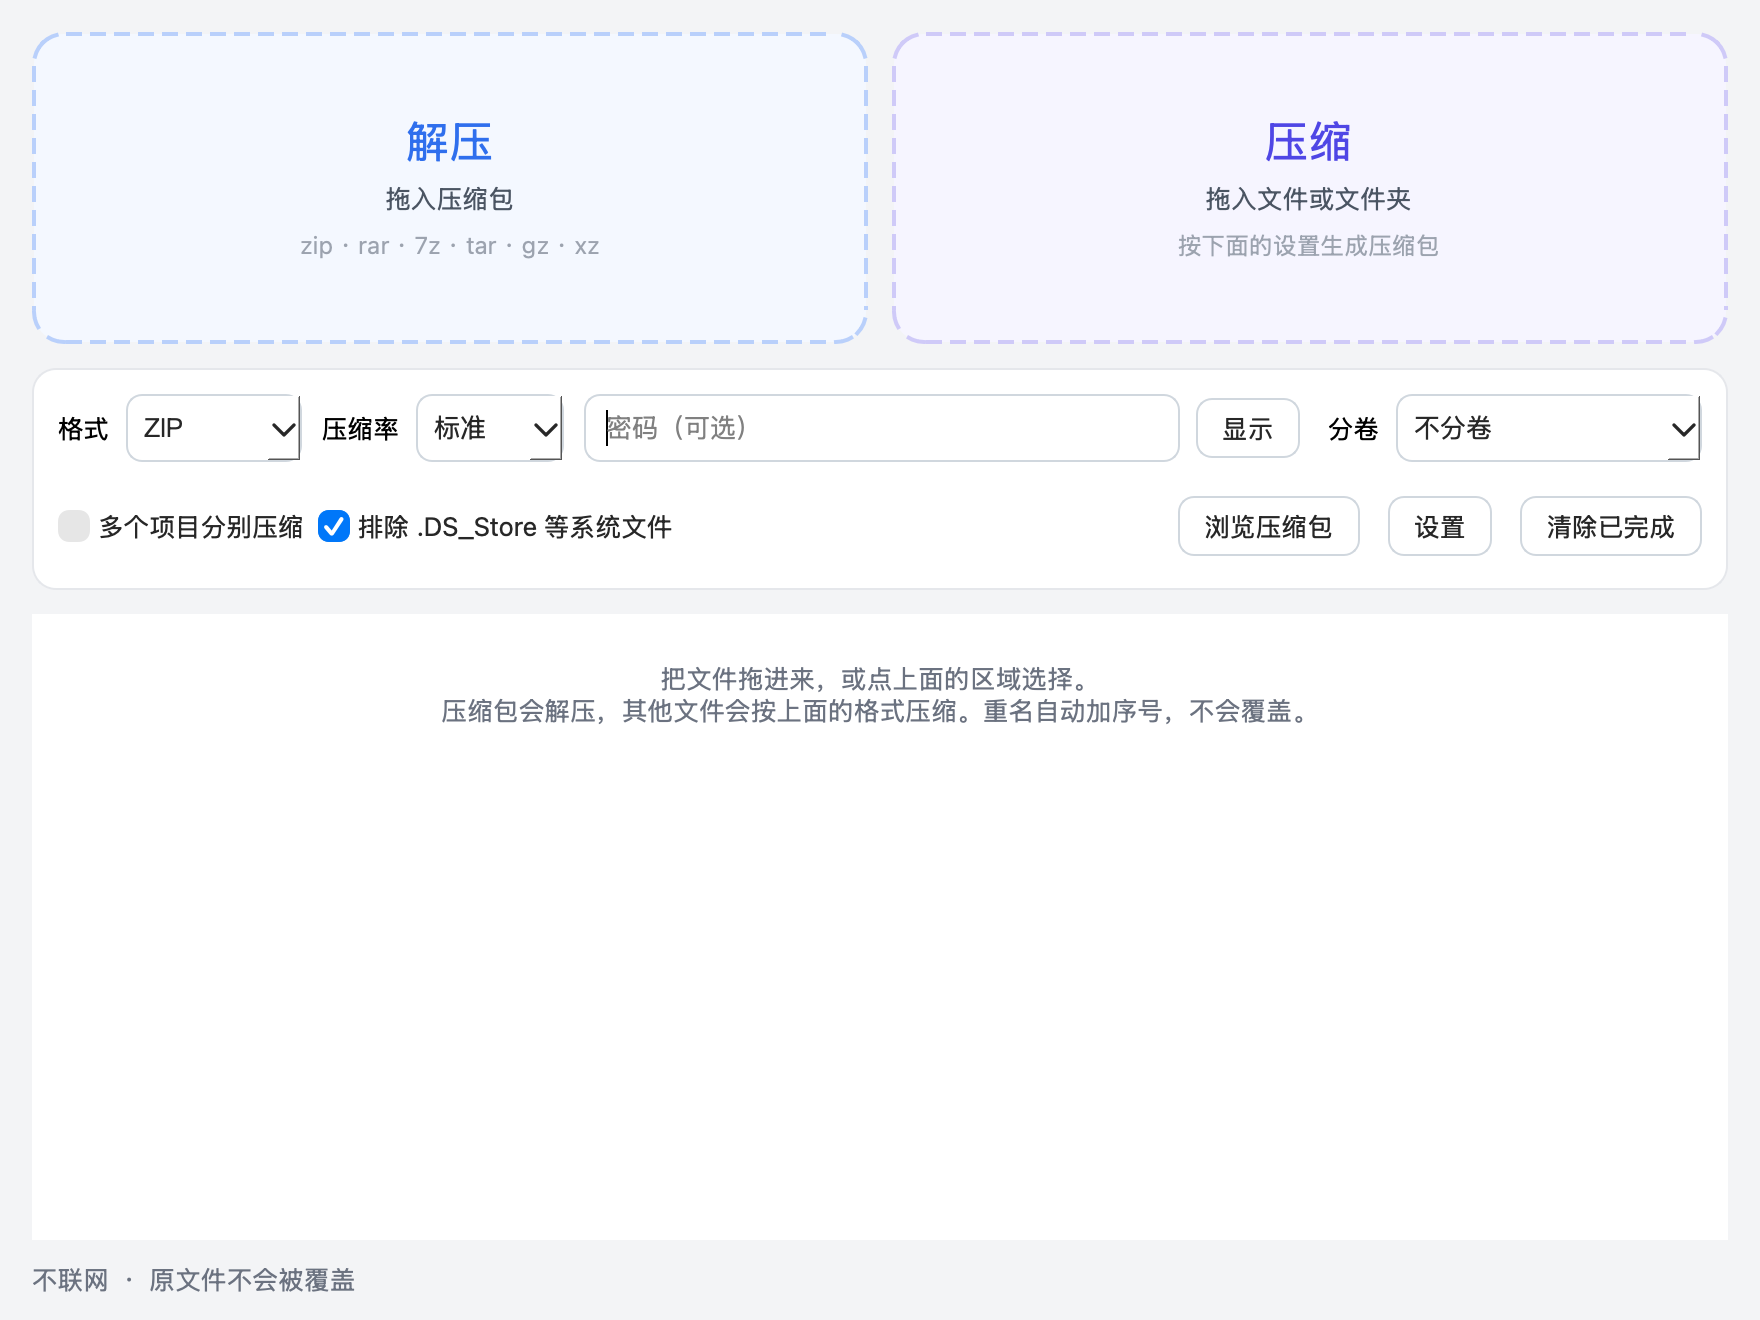 解压
拖入压缩包
zip · rar · 7z · tar · gz · xz
压缩
拖入文件或文件夹
按下面的设置生成压缩包
格式 ZIP 压缩率 标准 密码（可选） 显示 分卷 不分卷
多个项目分别压缩 排除 .DS_Store 等系统文件 浏览压缩包 设置 清除已完成
把文件拖进来，或点上面的区域选择。
压缩包会解压，其他文件会按上面的格式压缩。重名自动加序号，不会覆盖。
不联网 · 原文件不会被覆盖